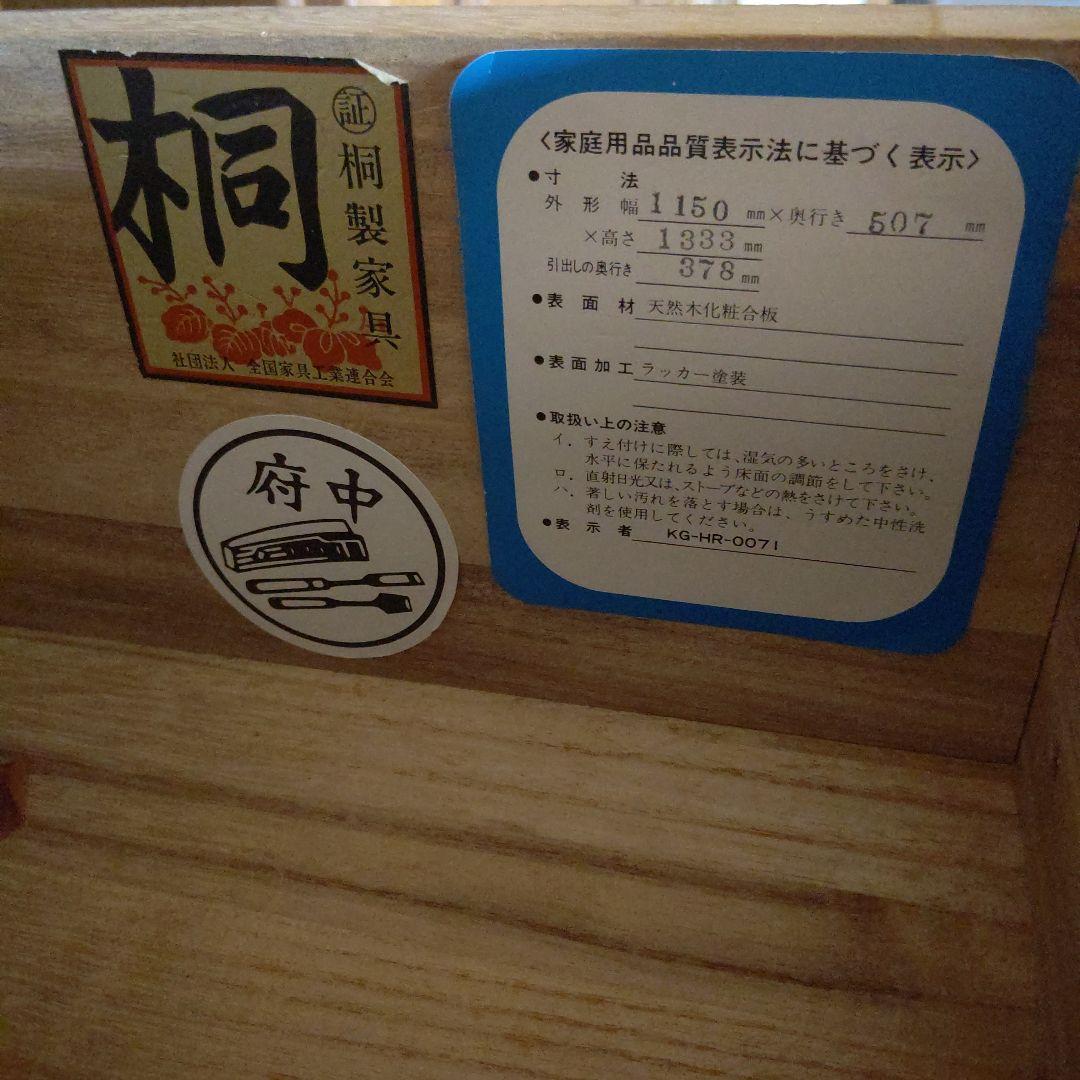 桐
証
桐製家具
社団法人 全国家具工業連合会
府中
〈家庭用品品質表示法に基づく表示〉
●寸 法
外形 幅 1150 mm×奥行き 507 mm
×高さ 1333 mm
引出しの奥行き 378 mm
●表面材 天然木化粧合板
●表面加工 ラッカー塗装
●取扱い上の注意
イ. すえ付けに際しては、湿気の多いところをさけ、
水平に保たれるよう床面の調節をして下さい。
ロ. 直射日光又は、ストーブなどの熱をさけて下さい。
ハ. 著しい汚れを落とす場合は、うすめた中性洗
剤を使用してください。
●表示者 KG-HR-0071